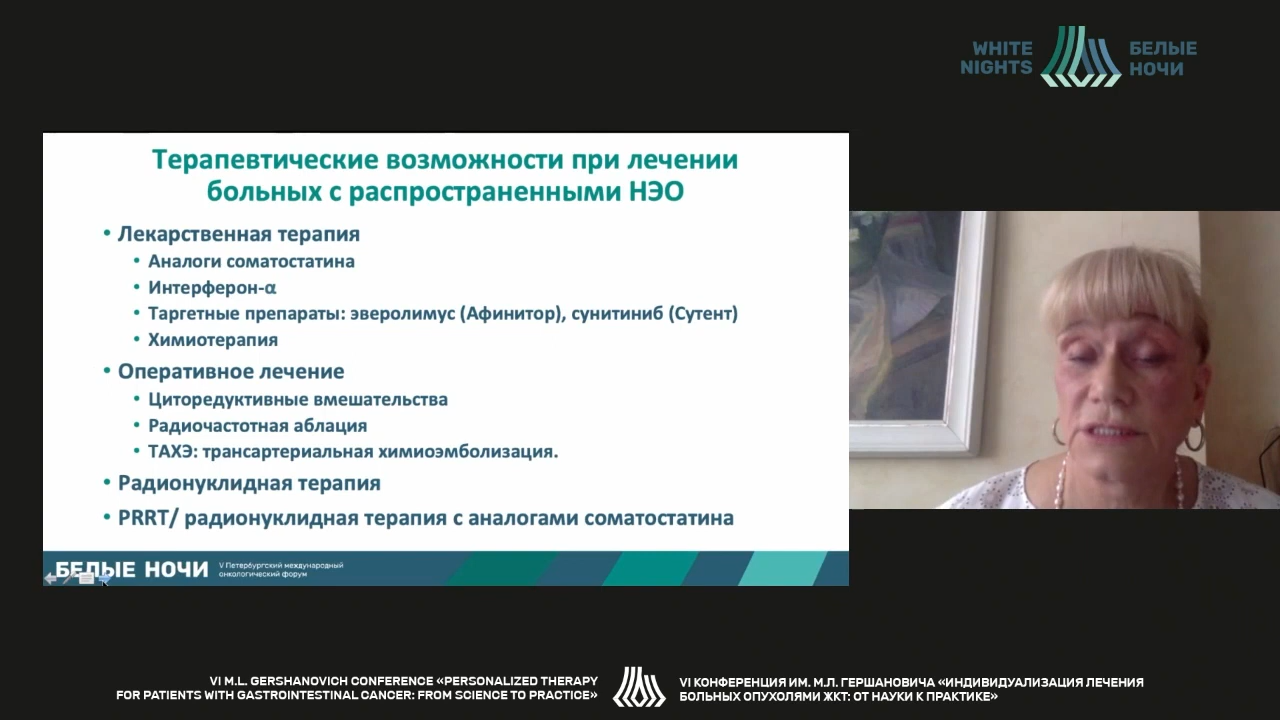 WHITE
NIGHTS
БЕЛЫЕ
НОЧИ
Терапевтические возможности при лечении
больных с распространенными НЭО
• Лекарственная терапия
• Аналоги соматостатина
• Интерферон-α
• Таргетные препараты: эверолимус (Афинитор), сунитиниб (Сутент)
• Химиотерапия
• Оперативное лечение
• Циторедуктивные вмешательства
• Радиочастотная аблация
• ТАХЭ: трансартериальная химиоэмболизация.
• Радионуклидная терапия
• PRRT/ радионуклидная терапия с аналогами соматостатина
БЕЛЫЕ НОЧИ
V Петербургский международный
онкологический форум
VI M.L. GERSHANOVICH CONFERENCE «PERSONALIZED THERAPY
FOR PATIENTS WITH GASTROINTESTINAL CANCER: FROM SCIENCE TO PRACTICE»
VI КОНФЕРЕНЦИЯ ИМ. М.Л. ГЕРШАНОВИЧА «ИНДИВИДУАЛИЗАЦИЯ ЛЕЧЕНИЯ
БОЛЬНЫХ ОПУХОЛЯМИ ЖКТ: ОТ НАУКИ К ПРАКТИКЕ»